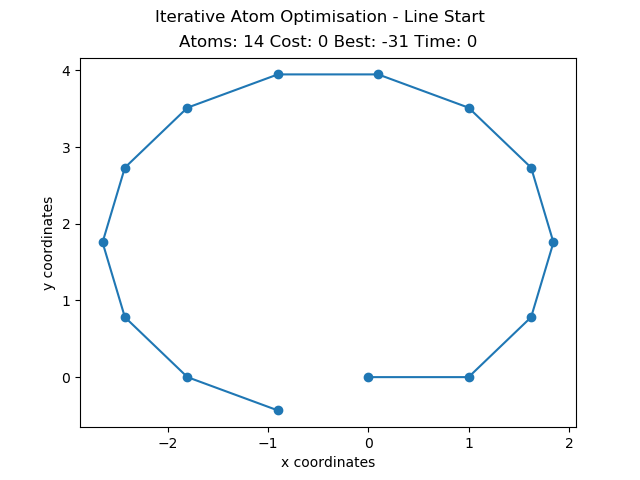 Iterative Atom Optimisation - Line Start
Atoms: 14 Cost: 0 Best: -31 Time: 0
4
3
2
1
0
y coordinates
−2
−1
0
1
2
x coordinates